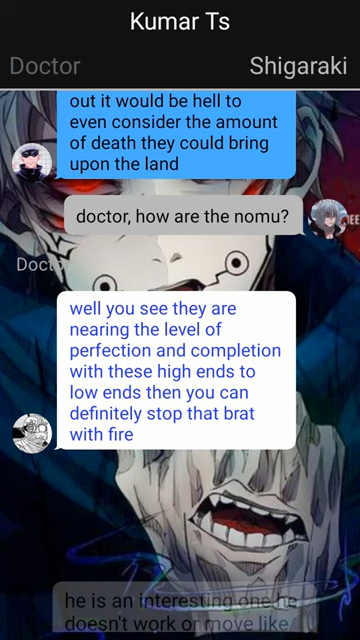 Kumar Ts
Doctor
Shigaraki
out it would be hell to
even consider the amount
of death they could bring
upon the land
doctor, how are the nomu?
Docto
well you see they are
nearing the level of
perfection and completion
with these high ends to
low ends then you can
definitely stop that brat
with fire
he is an interesting one he
doesn't work or move like